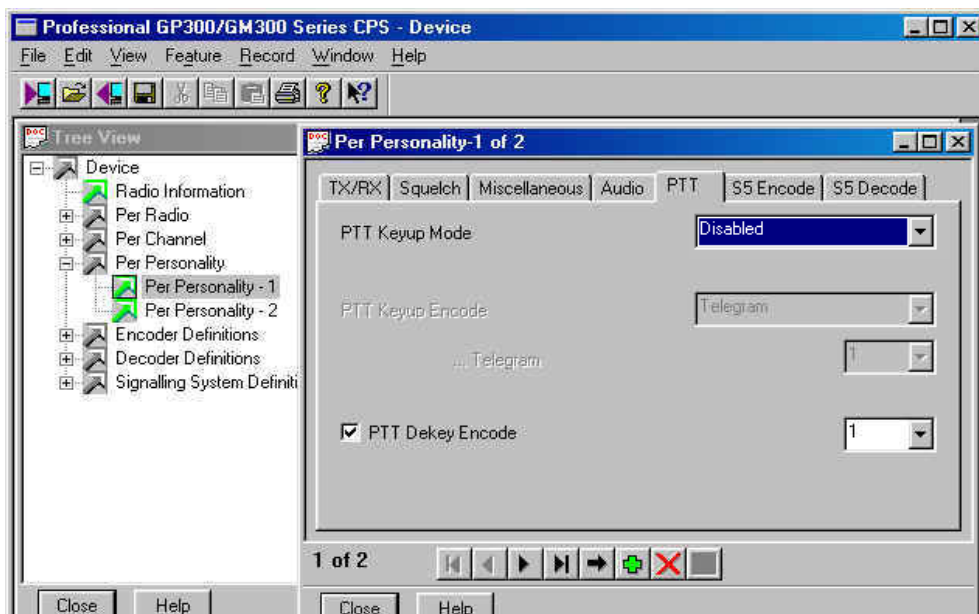 Professional GP300/GM300 Series CPS - Device
File Edit View Feature Record Window Help
DOC Tree View
Device
Radio Information
Per Radio
Per Channel
Per Personality
Per Personality - 1
Per Personality - 2
Encoder Definitions
Decoder Definitions
Signalling System Definiti
Close Help
DOC Per Personality-1 of 2
TX/RX Squelch Miscellaneous Audio PTT S5 Encode S5 Decode
PTT Keyup Mode Disabled
PTT Keyup Encode Telegram
... Telegram 1
PTT Dekey Encode 1
1 of 2
Close Help